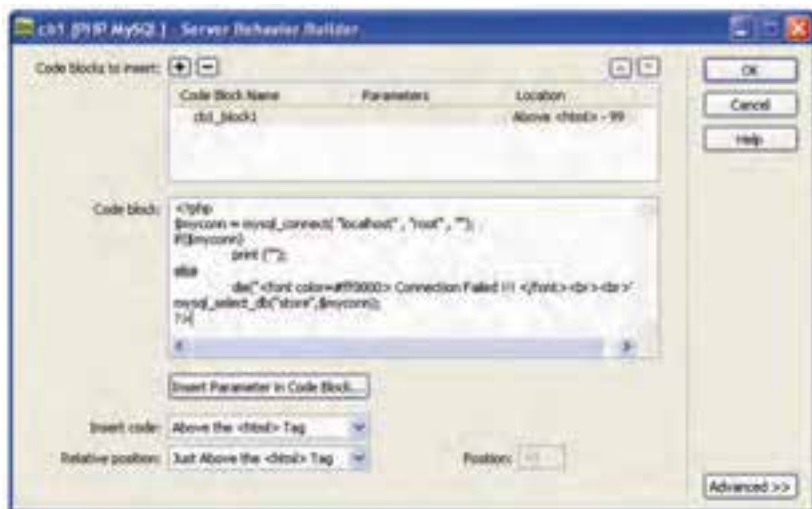 cb1 (PHP MySQL) - Server Behavior Builder
Code blocks to insert: + −
OK
Cancel
Help
Code Block Name Parameters Location
cb1_block1 Above <html> - 99
Code block:
<?php
$myconn = mysql_connect( "localhost" , "root" , "");
if($myconn)
print ("");
else
die("<font color=#ff0000> Connection Failed !!! </font><br><br>"
mysql_select_db("store",$myconn);
?>
Insert Parameter in Code Block...
Insert code: Above the <html> Tag
Relative position: Just Above the <html> Tag
Position:
Advanced >>